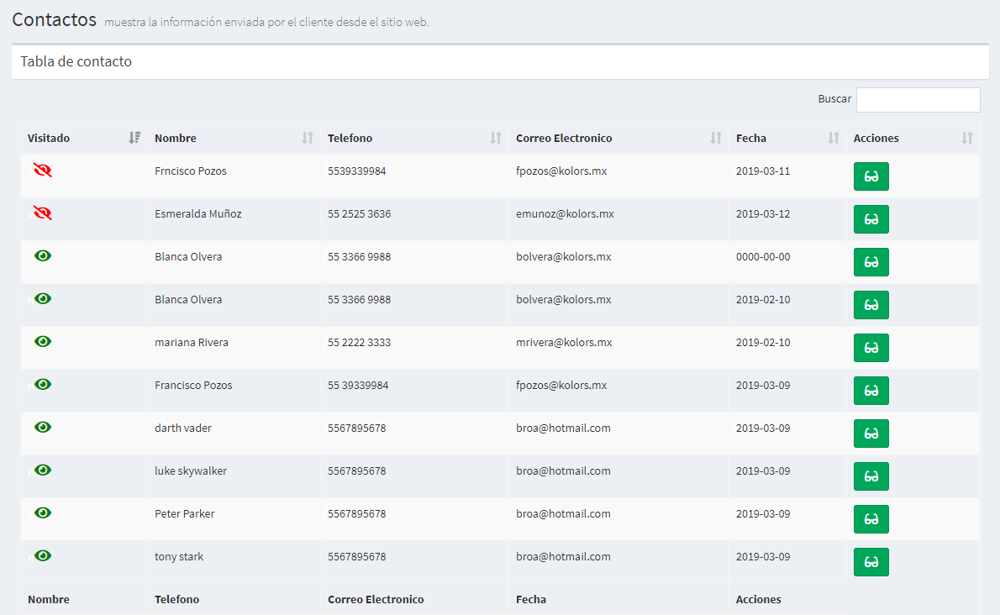 Contactos muestra la información enviada por el cliente desde el sitio web.
Tabla de contacto
Buscar
Visitado Nombre Telefono Correo Electronico Fecha Acciones
Frncisco Pozos 5539339984 fpozos@kolors.mx 2019-03-11
Esmeralda Muñoz 55 2525 3636 emunoz@kolors.mx 2019-03-12
Blanca Olvera 55 3366 9988 bolvera@kolors.mx 0000-00-00
Blanca Olvera 55 3366 9988 bolvera@kolors.mx 2019-02-10
mariana Rivera 55 2222 3333 mrivera@kolors.mx 2019-02-10
Francisco Pozos 55 39339984 fpozos@kolors.mx 2019-03-09
darth vader 5567895678 broa@hotmail.com 2019-03-09
luke skywalker 5567895678 broa@hotmail.com 2019-03-09
Peter Parker 5567895678 broa@hotmail.com 2019-03-09
tony stark 5567895678 broa@hotmail.com 2019-03-09
Nombre Telefono Correo Electronico Fecha Acciones